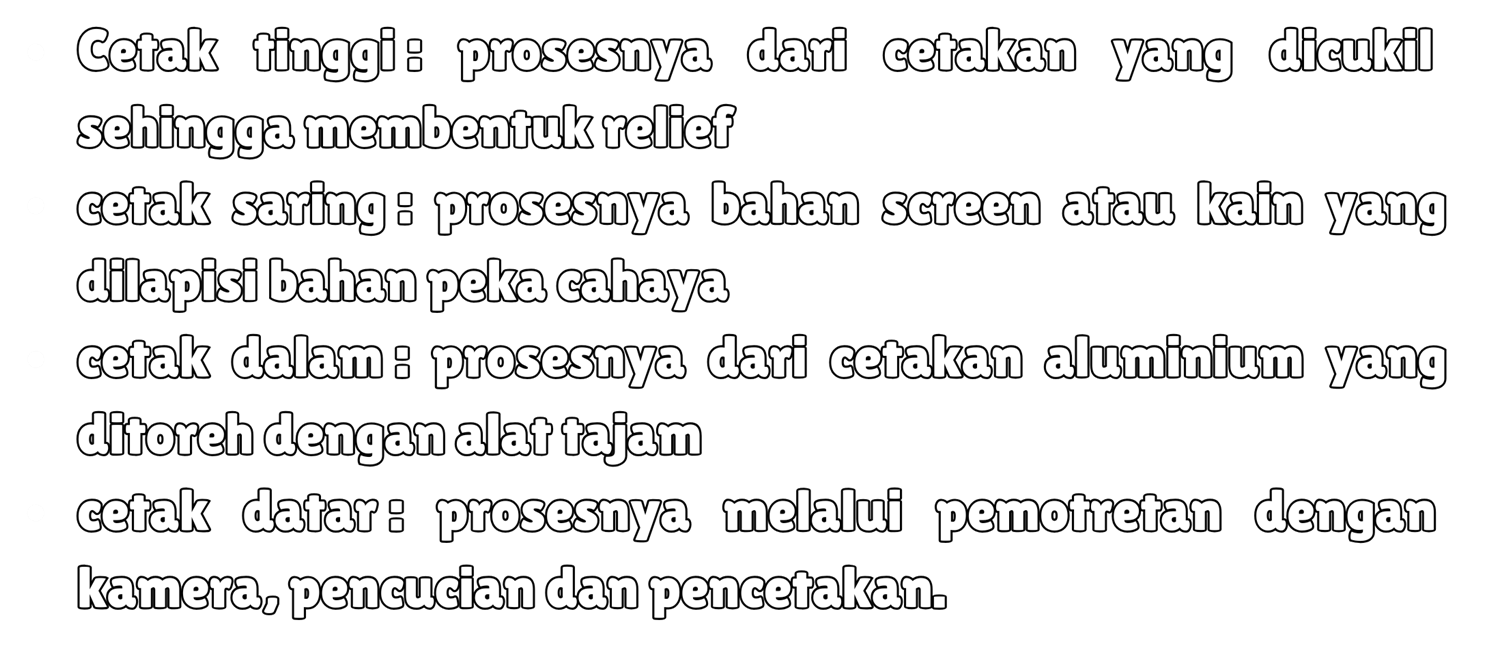 Cetak tinggi : prosesnya dari cetakan yang dicukil
sehingga membentuk relief
cetak saring : prosesnya bahan screen atau kain yang
dilapisi bahan peka cahaya
cetak dalam : prosesnya dari cetakan aluminium yang
ditoreh dengan alat tajam
cetak datar : prosesnya melalui pemotretan dengan
kamera, pencucian dan pencetakan.